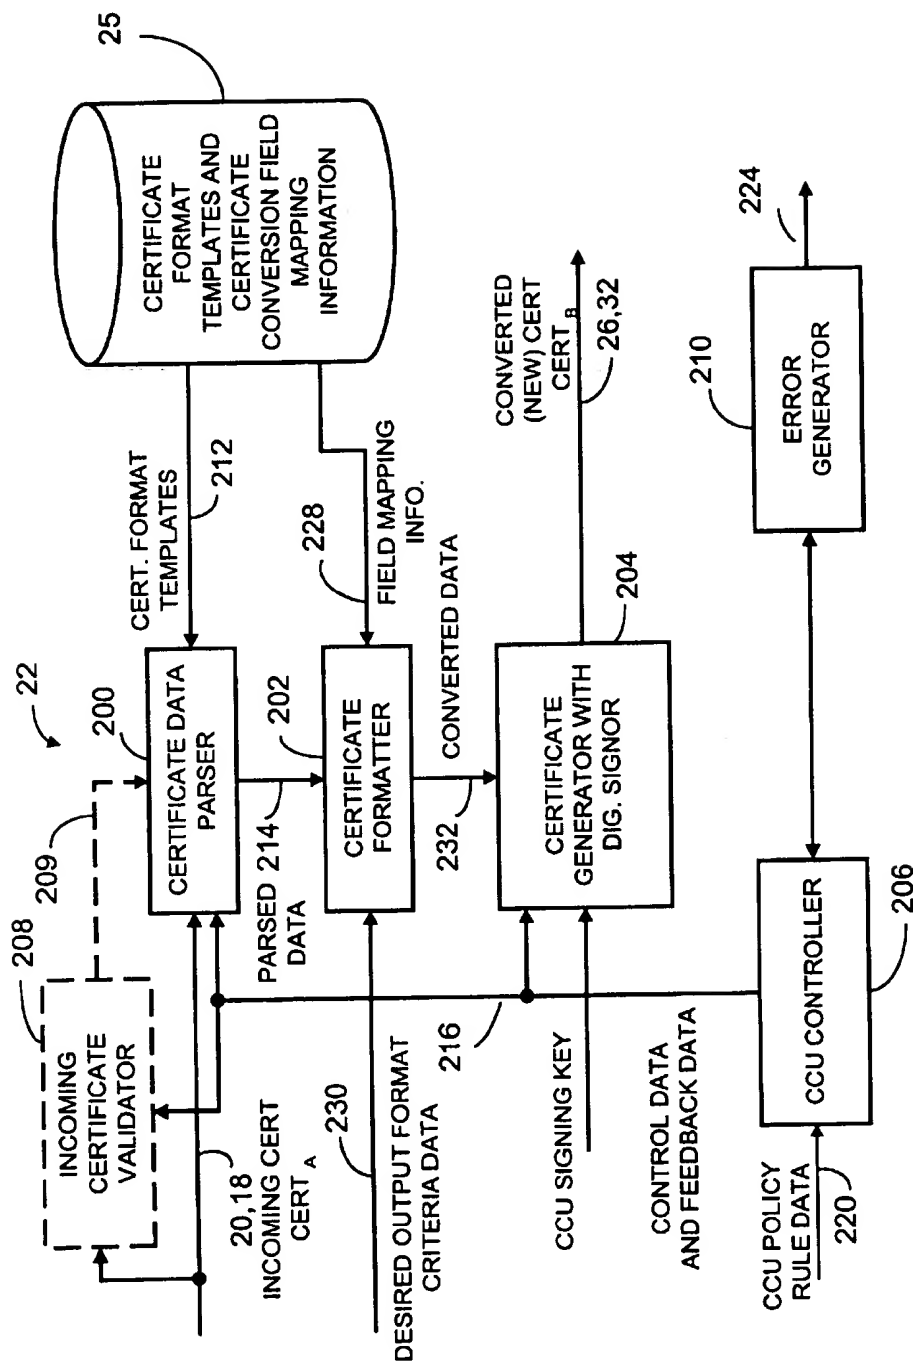 22
208
INCOMING
CERTIFICATE
VALIDATOR
209
200
CERTIFICATE DATA
PARSER
CERT. FORMAT
TEMPLATES
212
CERTIFICATE
FORMAT
TEMPLATES AND
CERTIFICATE
CONVERSION FIELD
MAPPING
INFORMATION
25
20,18
INCOMING CERT
CERT A
PARSED 214
DATA
202
CERTIFICATE
FORMATTER
228
FIELD MAPPING
INFO.
230
DESIRED OUTPUT FORMAT
CRITERIA DATA
232
CONVERTED DATA
216
CERTIFICATE
GENERATOR WITH
DIG. SIGNOR
204
CONVERTED
(NEW) CERT
CERT B
26,32
CCU SIGNING KEY
CONTROL DATA
AND FEEDBACK DATA
CCU POLICY
RULE DATA
220
CCU CONTROLLER
206
210
ERROR
GENERATOR
224